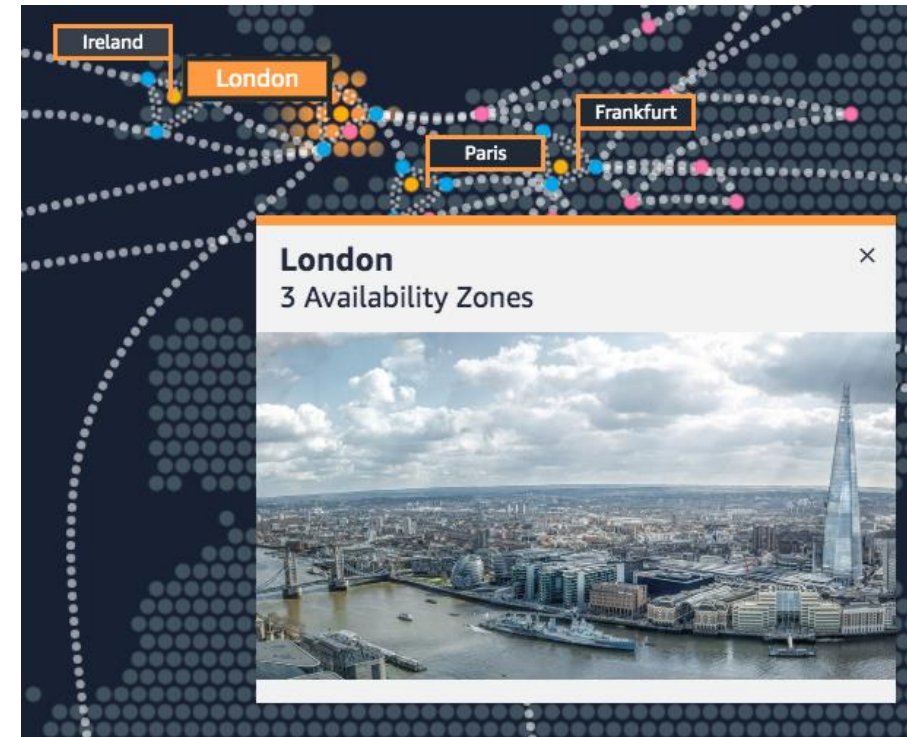 Ireland
London
Frankfurt
Paris
London
×
3 Availability Zones